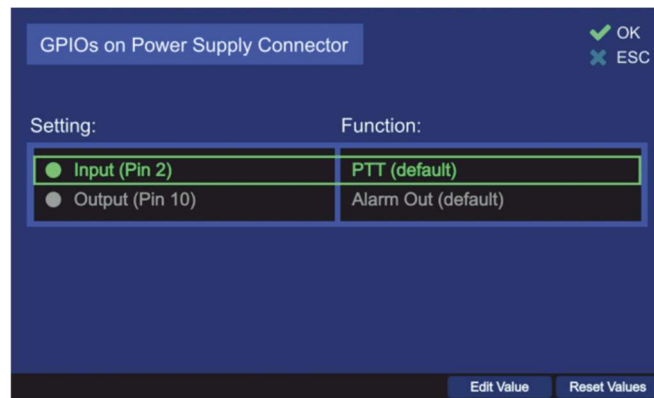 GPIOs on Power Supply Connector
OK
ESC
Setting: Function:
Input (Pin 2) PTT (default)
Output (Pin 10) Alarm Out (default)
Edit Value Reset Values